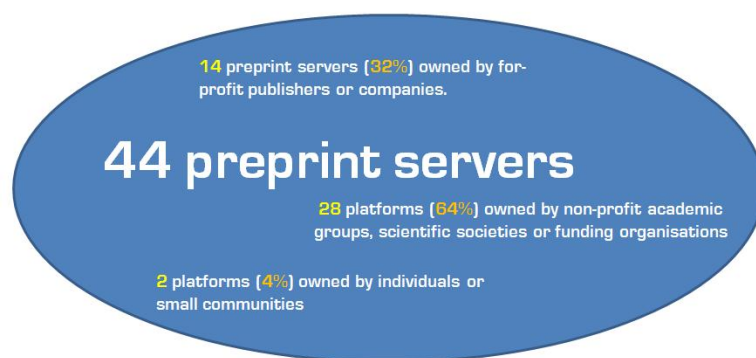 14 preprint servers (32%) owned by for-
profit publishers or companies.
44 preprint servers
28 platforms (64%) owned by non-profit academic
groups, scientific societies or funding organisations
2 platforms (4%) owned by individuals or
small communities